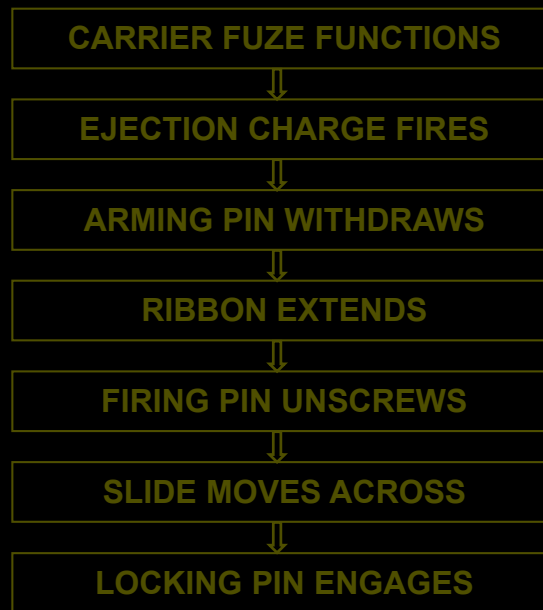 CARRIER FUZE FUNCTIONS
EJECTION CHARGE FIRES
ARMING PIN WITHDRAWS
RIBBON EXTENDS
FIRING PIN UNSCREWS
SLIDE MOVES ACROSS
LOCKING PIN ENGAGES